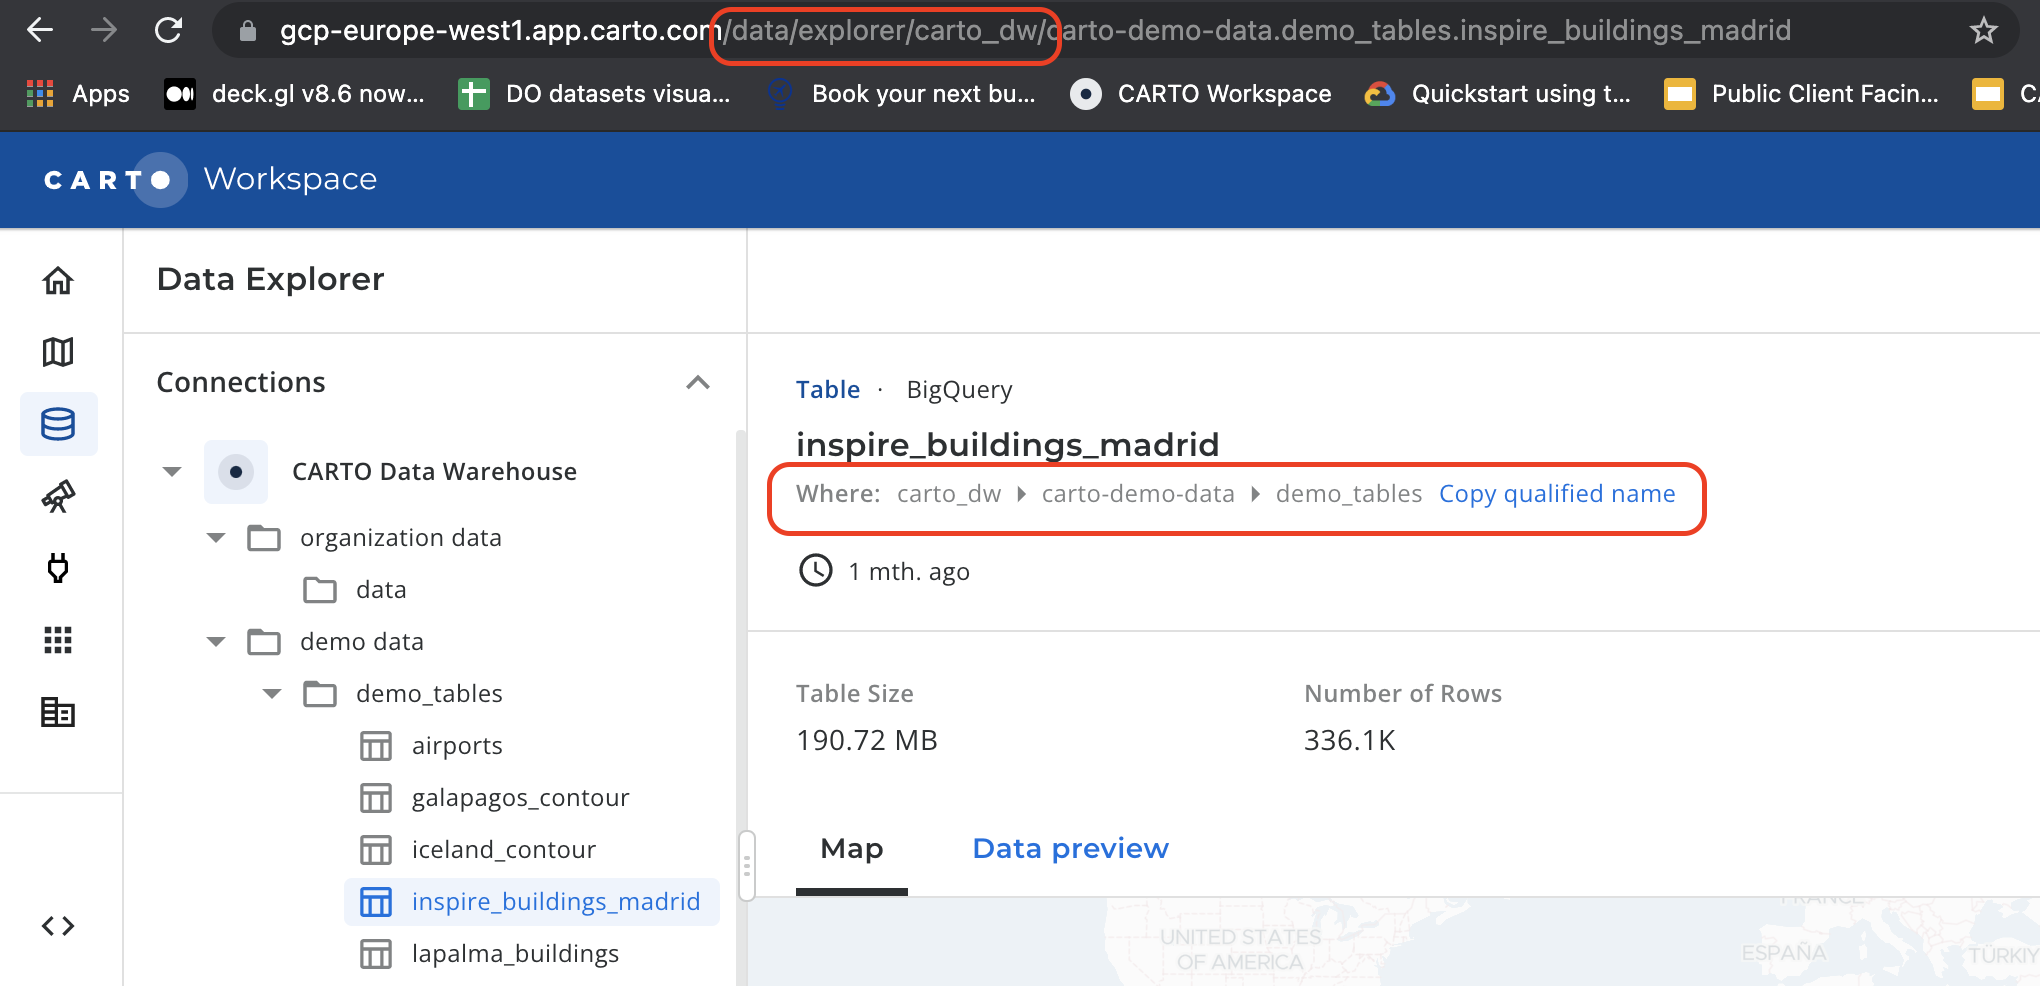 gcp-europe-west1.app.carto.com/data/explorer/carto_dw/carto-demo-data.demo_tables.inspire_buildings_madrid
Apps deck.gl v8.6 now... DO datasets visua... Book your next bu... CARTO Workspace Quickstart using t... Public Client Facin... CA
CARTO Workspace
Data Explorer
Connections
CARTO Data Warehouse
organization data
data
demo data
demo_tables
airports
galapagos_contour
iceland_contour
inspire_buildings_madrid
lapalma_buildings
Table · BigQuery
inspire_buildings_madrid
Where: carto_dw carto-demo-data demo_tables Copy qualified name
1 mth. ago
Table Size Number of Rows
190.72 MB 336.1K
Map Data preview
FRANCE
UNITED STATES
OF AMERICA
ESPAÑA
TÜRKIY